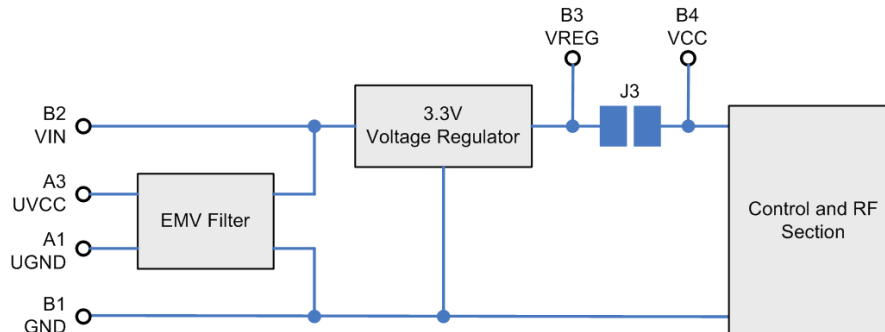 B3
VREG
B4
VCC
J3
B2
VIN
3.3V
Voltage Regulator
A3
UVCC
EMV Filter
A1
UGND
Control and RF
Section
B1
GND